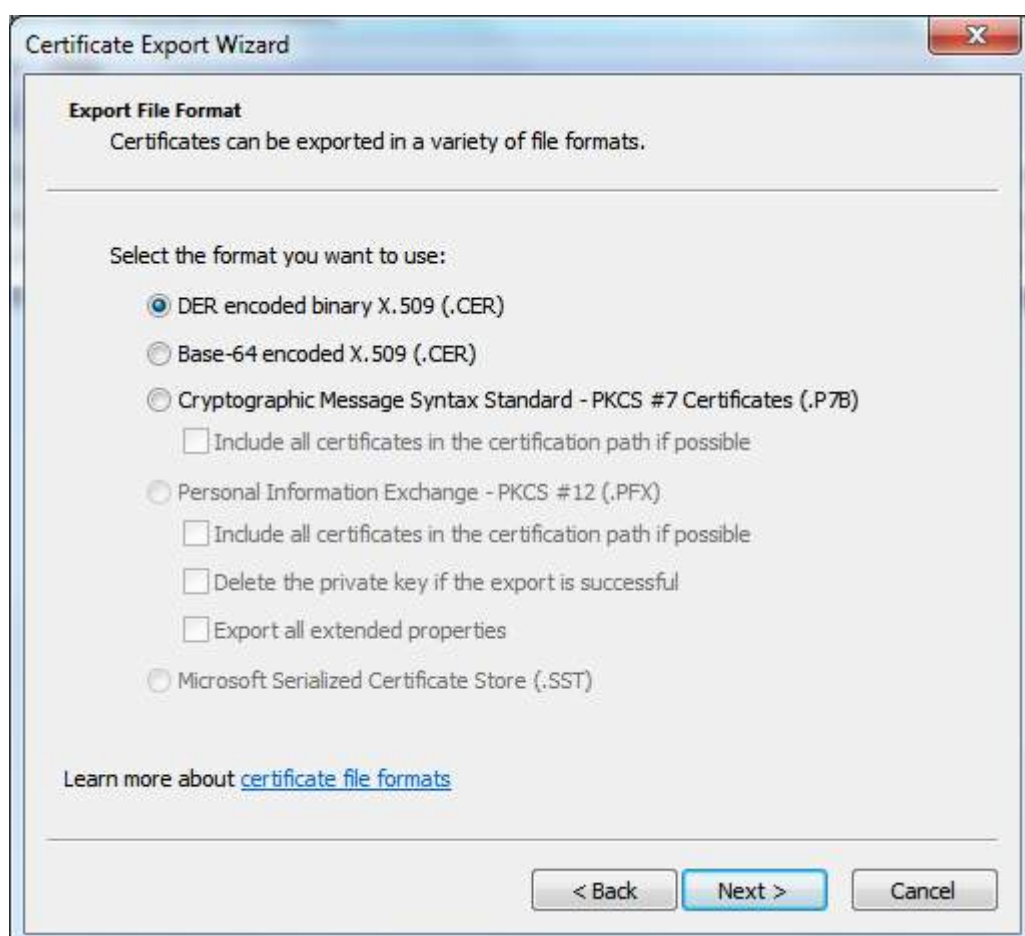 Certificate Export Wizard
Export File Format
Certificates can be exported in a variety of file formats.
Select the format you want to use:
DER encoded binary X.509 (.CER)
Base-64 encoded X.509 (.CER)
Cryptographic Message Syntax Standard - PKCS #7 Certificates (.P7B)
Include all certificates in the certification path if possible
Personal Information Exchange - PKCS #12 (.PFX)
Include all certificates in the certification path if possible
Delete the private key if the export is successful
Export all extended properties
Microsoft Serialized Certificate Store (.SST)
Learn more about certificate file formats
< Back Next > Cancel